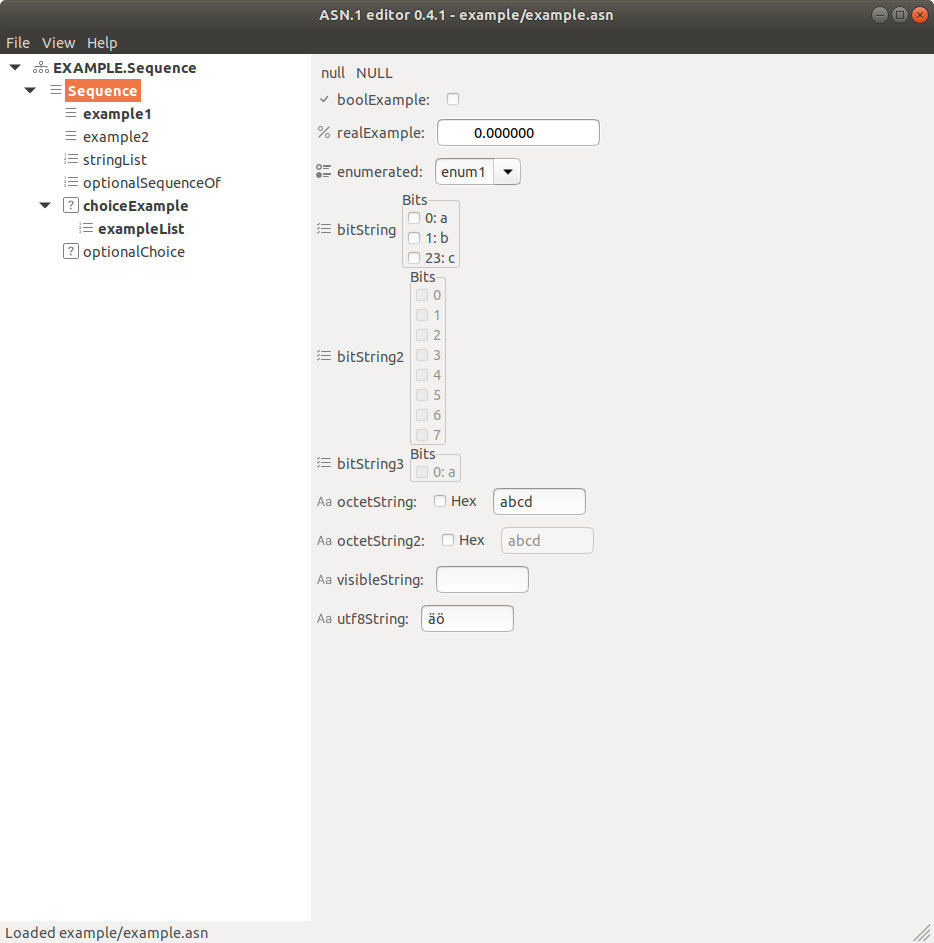 ASN.1 editor 0.4.1 - example/example.asn
File View Help
EXAMPLE.Sequence
Sequence
example1
example2
stringList
optionalSequenceOf
? choiceExample
exampleList
? optionalChoice
null NULL
boolExample:
% realExample: 0.000000
enumerated: enum1
Bits
bitString
0: a
1: b
23: c
Bits
bitString2
0
1
2
3
4
5
6
7
Bits
bitString3
0: a
Aa octetString: Hex abcd
Aa octetString2: Hex abcd
Aa visibleString:
Aa utf8String: äö
Loaded example/example.asn